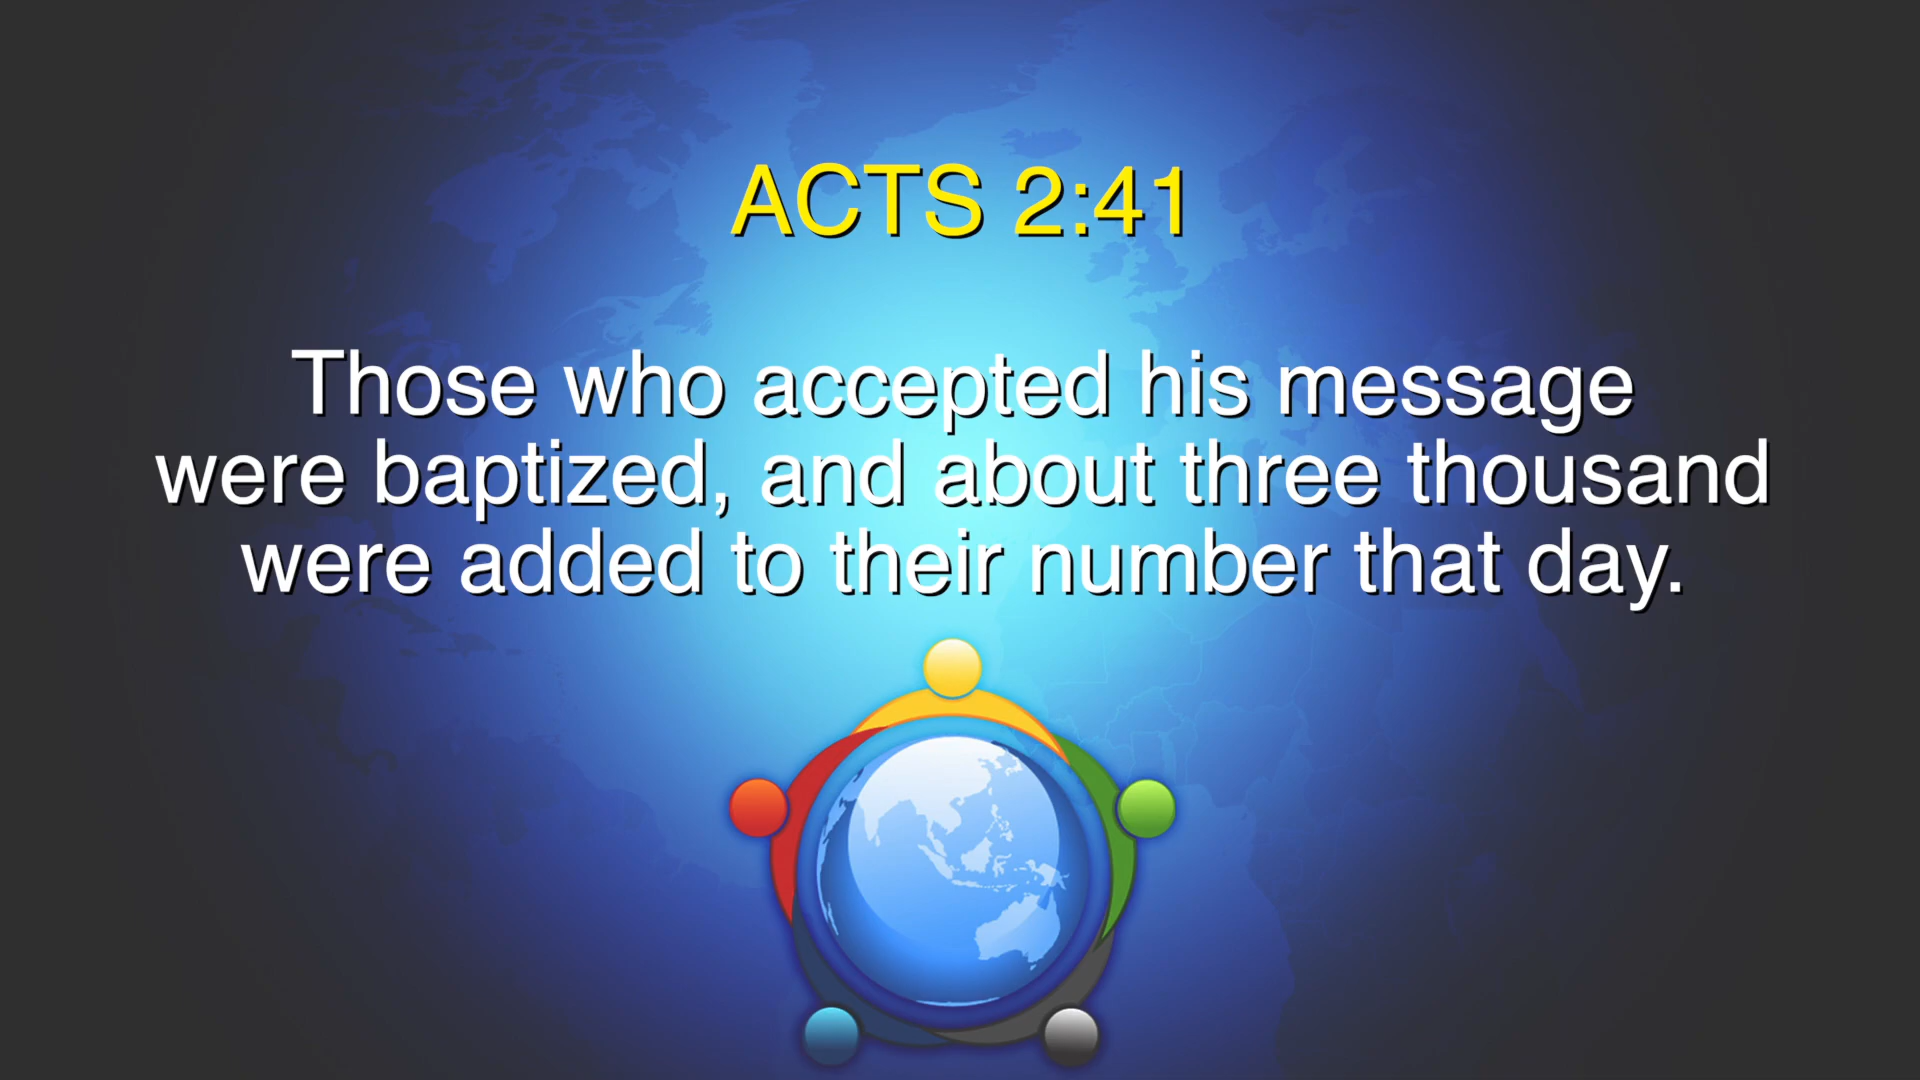 ACTS 2:41
Those who accepted his message
were baptized, and about three thousand
were added to their number that day.